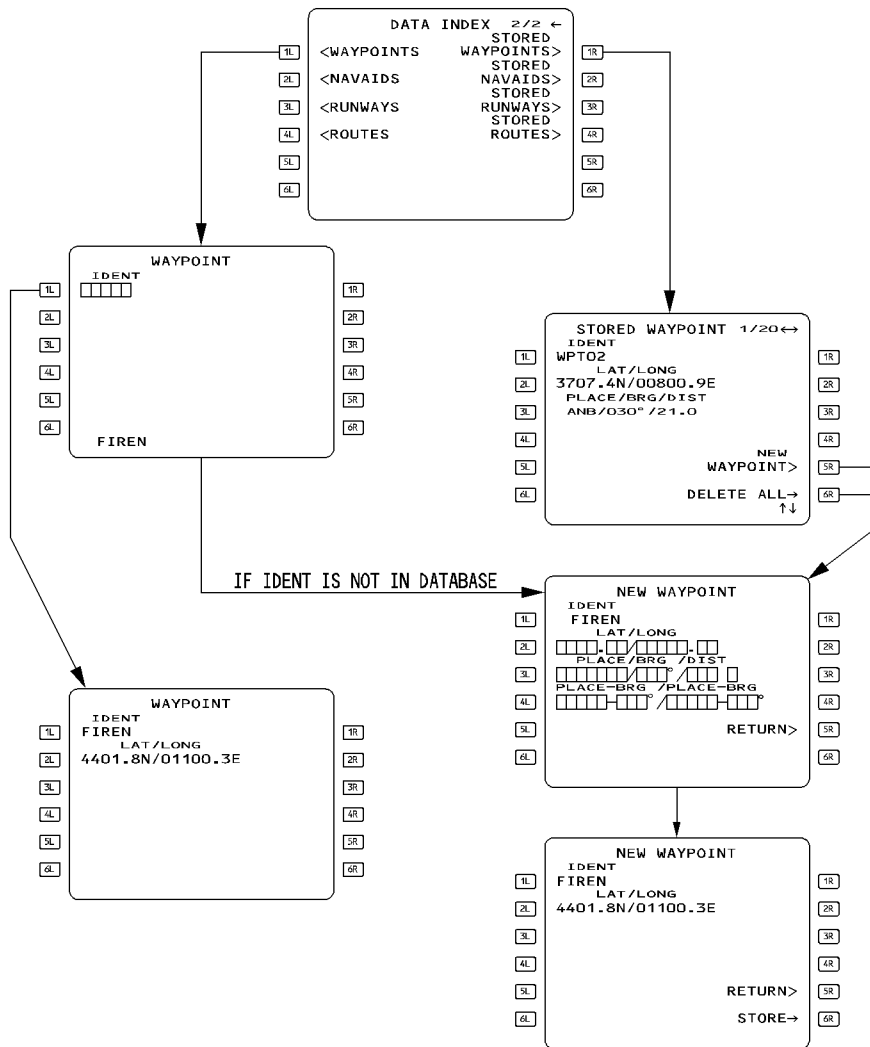 DATA INDEX 2/2 ←
STORED
1L <WAYPOINTS WAYPOINTS> 1R
STORED
2L <NAVAIDS NAVAIDS> 2R
STORED
3L <RUNWAYS RUNWAYS> 3R
STORED
4L <ROUTES ROUTES> 4R
5L 5R
6L 6R
WAYPOINT
IDENT
1L 1R
2L 2R
3L 3R
4L 4R
5L 5R
6L 6R
FIREN
STORED WAYPOINT 1/20↔
IDENT
1L WPT02 1R
LAT/LONG
2L 3707.4N/00800.9E 2R
PLACE/BRG/DIST
3L ANB/030°/21.0 3R
4L 4R
NEW
5L WAYPOINT> 5R
6L DELETE ALL→ 6R
↑↓
IF IDENT IS NOT IN DATABASE
NEW WAYPOINT
IDENT
1L FIREN 1R
LAT/LONG
2L . / . 2R
PLACE/BRG /DIST
3L / ° / 3R
PLACE-BRG /PLACE-BRG
4L - ° / - ° 4R
5L RETURN> 5R
6L 6R
WAYPOINT
IDENT
1L FIREN 1R
LAT/LONG
2L 4401.8N/01100.3E 2R
3L 3R
4L 4R
5L 5R
6L 6R
NEW WAYPOINT
IDENT
1L FIREN 1R
LAT/LONG
2L 4401.8N/01100.3E 2R
3L 3R
4L 4R
5L RETURN> 5R
6L STORE→ 6R